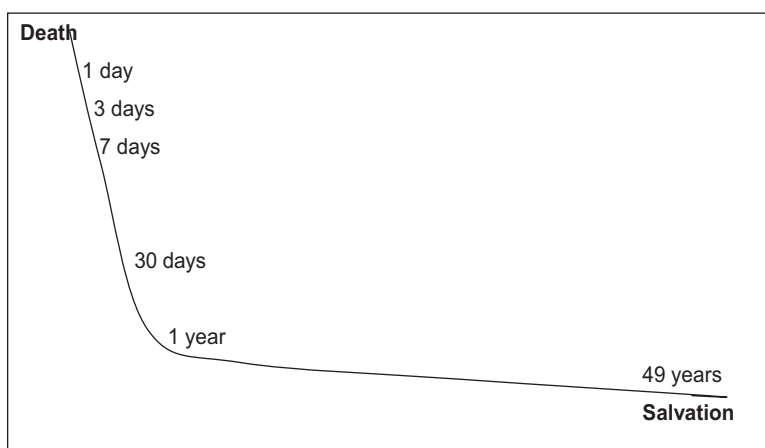 Death
1 day
3 days
7 days
30 days
1 year
49 years
Salvation